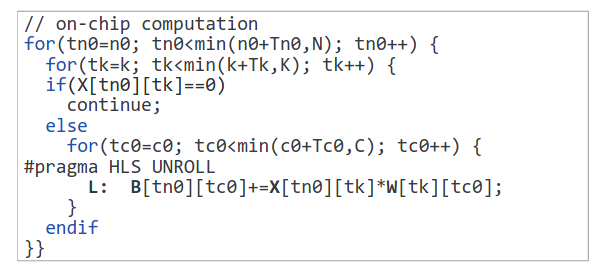 // on-chip computation
for(tn0=n0; tn0<min(n0+Tn0,N); tn0++) {
  for(tk=k; tk<min(k+Tk,K); tk++) {
  if(X[tn0][tk]==0)
    continue;
  else
    for(tc0=c0; tc0<min(c0+Tc0,C); tc0++) {
#pragma HLS UNROLL
      L:  B[tn0][tc0]+=X[tn0][tk]*W[tk][tc0];
    }
  endif
}}